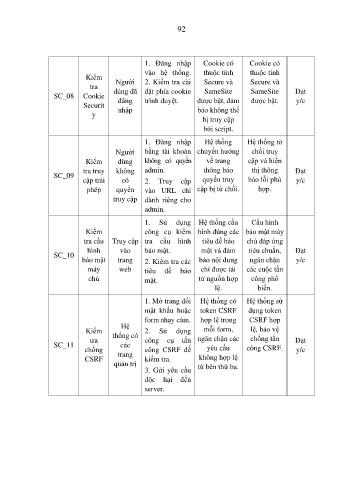 92
SC_08
Kiểm
tra
Cookie
Securit
y
Người
dùng đã
đăng
nhập
1. Đăng nhập
vào hệ thống.
2. Kiểm tra cài
đặt phía cookie
trình duyệt.
Cookie có
thuộc tính
Secure và
SameSite
được bật, đảm
bảo không thể
bị truy cập
bởi script.
Cookie có
thuộc tính
Secure và
SameSite
được bật.
Đạt
y/c
SC_09
Kiểm
tra truy
cập trái
phép
Người
dùng
không
có
quyền
truy cập
1. Đăng nhập
bằng tài khoản
không có quyền
admin.
2. Truy cập
vào URL chỉ
dành riêng cho
admin.
Hệ thống
chuyển hướng
về trang
thông báo
quyền truy
cập bị từ chối.
Hệ thống từ
chối truy
cập và hiển
thị thông
báo lỗi phù
hợp.
Đạt
y/c
SC_10
Kiểm
tra cấu
hình
bảo mật
máy
chủ
Truy cập
vào
trang
web
1. Sử dụng
công cụ kiểm
tra cấu hình
bảo mật.
2. Kiểm tra các
tiêu đề bảo
mật.
Hệ thống cấu
hình đúng các
tiêu đề bảo
mật và đảm
bảo nội dung
chỉ được tải
từ nguồn hợp
lệ.
Cấu hình
bảo mật máy
chủ đáp ứng
tiêu chuẩn,
ngăn chặn
các cuộc tấn
công phổ
biến.
Đạt
y/c
SC_11
Kiểm
tra
chống
CSRF
Hệ
thống có
các
trang
quản trị
1. Mở trang đổi
mật khẩu hoặc
form nhạy cảm.
2. Sử dụng
công cụ tấn
công CSRF để
kiểm tra.
3. Gửi yêu cầu
độc hại đến
server.
Hệ thống có
token CSRF
hợp lệ trong
mỗi form,
ngăn chặn các
yêu cầu
không hợp lệ
từ bên thứ ba.
Hệ thống sử
dụng token
CSRF hợp
lệ, bảo vệ
chống tấn
công CSRF.
Đạt
y/c